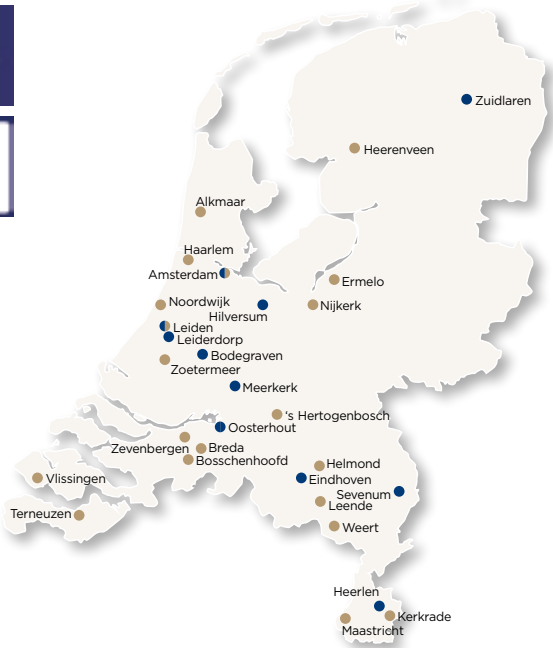 Zuidlaren
Heerenveen
Alkmaar
Haarlem
Amsterdam
Ermelo
Noordwijk
Nijkerk
Hilversum
Leiden
Leiderdorp
Bodegraven
Zoetermeer
Meerkerk
's Hertogenbosch
Oosterhout
Zevenbergen
Breda
Bosschenhoofd
Helmond
Vlissingen
Eindhoven
Sevenum
Leende
Terneuzen
Weert
Heerlen
Kerkrade
Maastricht